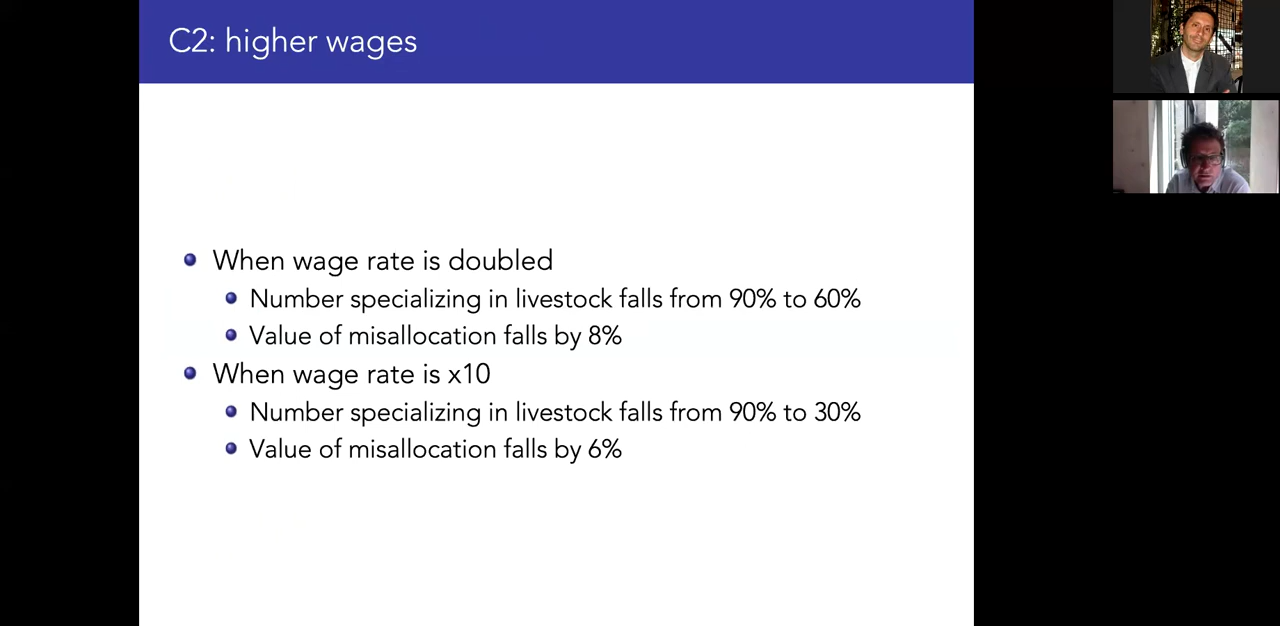 C2: higher wages
When wage rate is doubled
Number specializing in livestock falls from 90% to 60%
Value of misallocation falls by 8%
When wage rate is x10
Number specializing in livestock falls from 90% to 30%
Value of misallocation falls by 6%